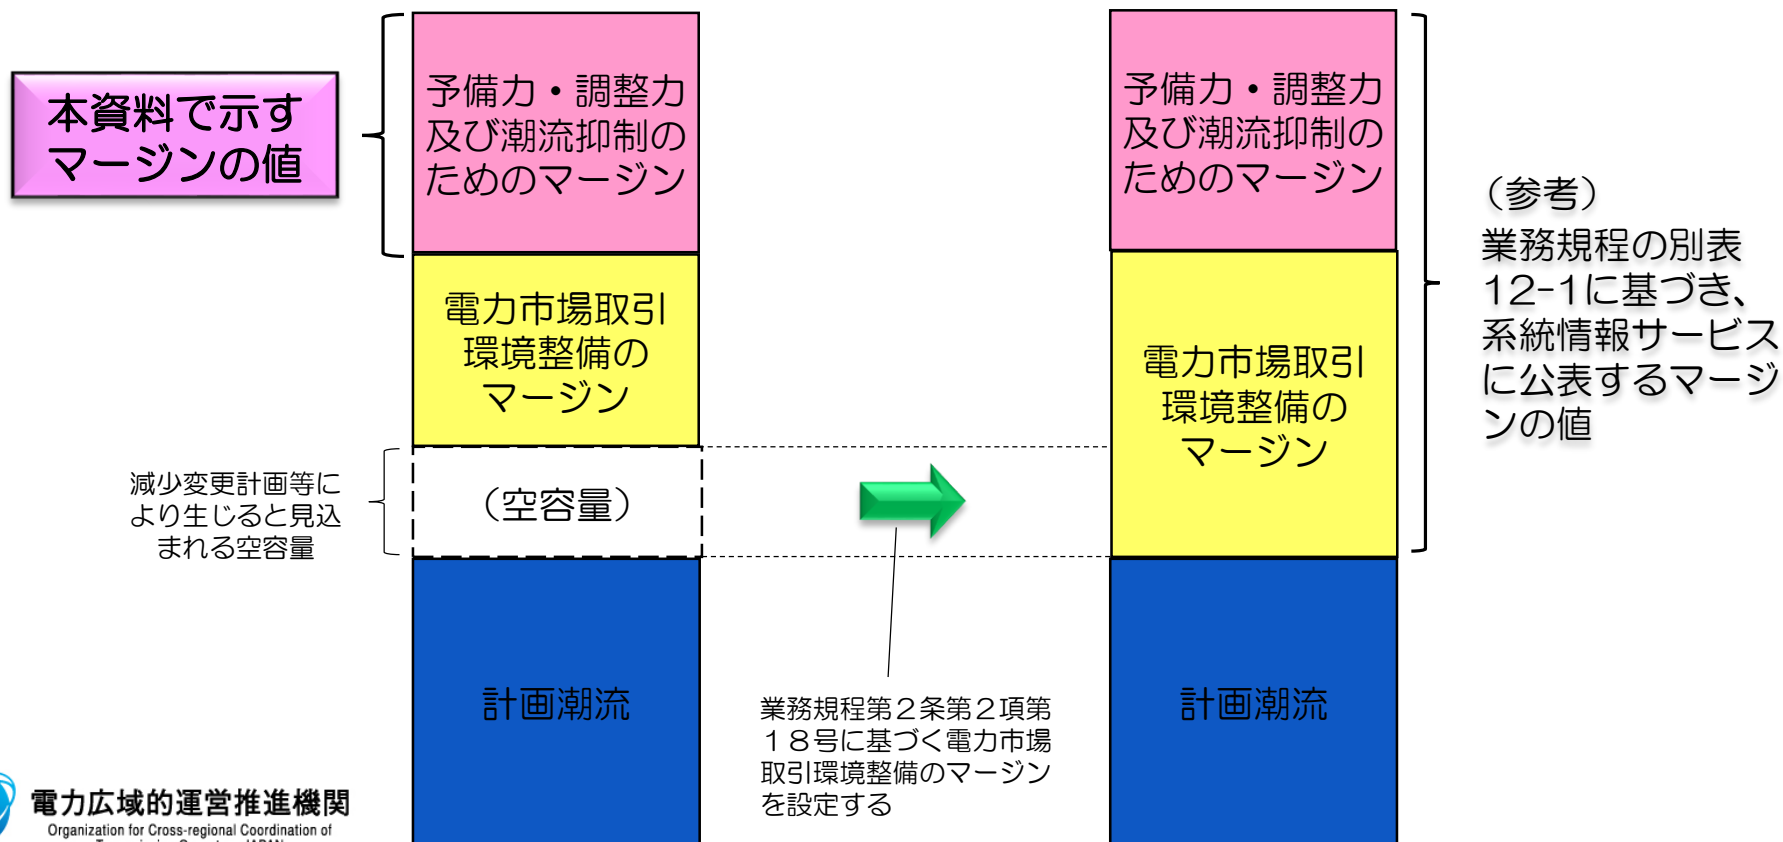 本資料で示す
マージンの値
予備力・調整力
及び潮流抑制の
ためのマージン
電力市場取引
環境整備の
マージン
（空容量）
減少変更計画等に
より生じると見込
まれる空容量
計画潮流
業務規程第２条第２項第
１８号に基づく電力市場
取引環境整備のマージン
を設定する
予備力・調整力
及び潮流抑制の
ためのマージン
電力市場取引
環境整備の
マージン
計画潮流
（参考）
業務規程の別表
12-1に基づき、
系統情報サービス
に公表するマージ
ンの値
電力広域的運営推進機関
Organization for Cross-regional Coordination of